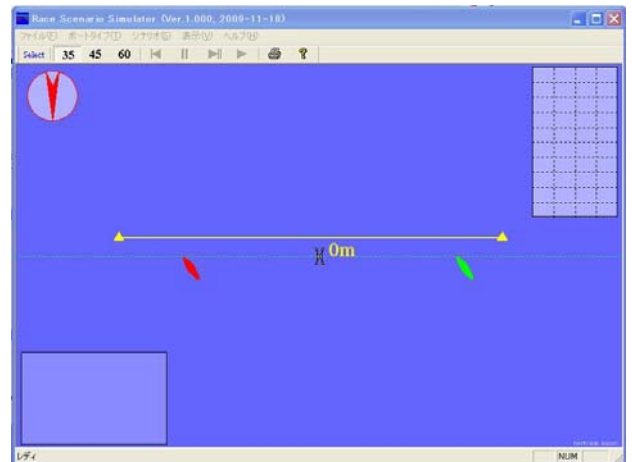 Race Scenario Simulator (Ver.1.000, 2009-11-18)
ファイル(F) ボートタイプ(T) シナリオ(S) 表示(V) ヘルプ(H)
Select 35 45 60
0m
レディ NUM